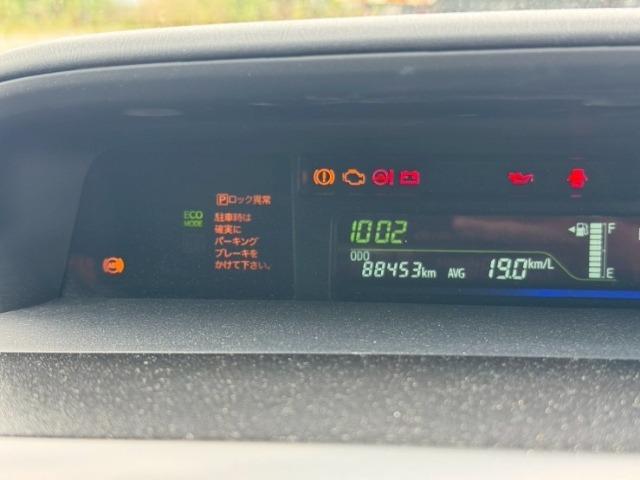 Pロック異常
ECO
MODE
駐車時は
確実に
パーキング
ブレーキを
かけて下さい。
10:02
F
ODO
88453km
AVG
19.0km/L
E